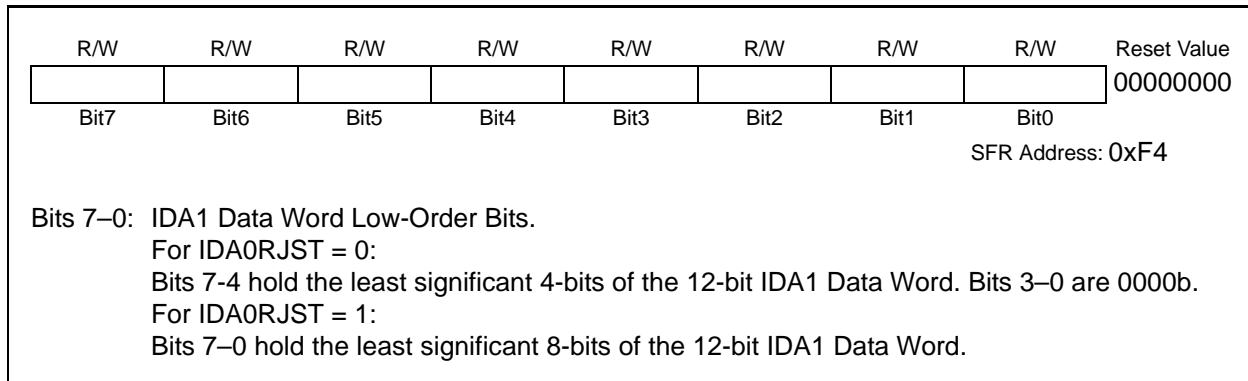 R/W R/W R/W R/W R/W R/W R/W R/W Reset Value
00000000
Bit7 Bit6 Bit5 Bit4 Bit3 Bit2 Bit1 Bit0
SFR Address: 0xF4
Bits 7–0: IDA1 Data Word Low-Order Bits.
For IDA0RJST = 0:
Bits 7-4 hold the least significant 4-bits of the 12-bit IDA1 Data Word. Bits 3–0 are 0000b.
For IDA0RJST = 1:
Bits 7–0 hold the least significant 8-bits of the 12-bit IDA1 Data Word.